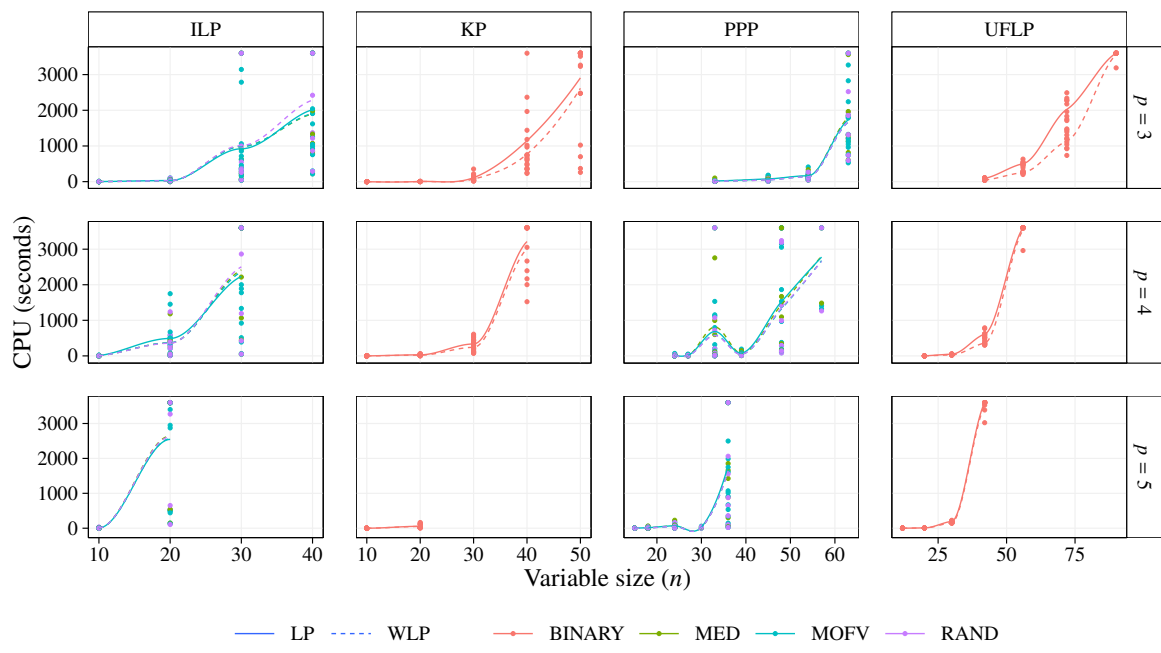 ILP KP PPP UFLP
CPU (seconds)
3000
2000
1000
0
p = 3
3000
2000
1000
0
p = 4
3000
2000
1000
0
p = 5
10 20 30 40 10 20 30 40 50 20 30 40 50 60 25 50 75
Variable size (n)
LP WLP BINARY MED MOFV RAND